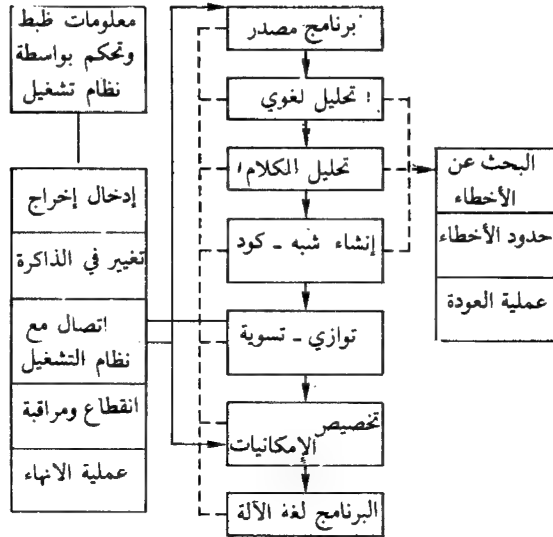 معلومات ظبط
وتحكم بواسطة
نظام تشغيل
إدخال إخراج
تغيير في الذاكرة
اتصال مع
نظام التشغيل
انقطاع ومراقبة
عملية الانهاء
برنامج مصدر
تحليل لغوي
تحليل الكلام
إنشاء شبه - كود
توازي - تسوية
تخصيص
الإمكانيات
البرنامج لغة الآلة
البحث عن
الأخطاء
حدود الأخطاء
عملية العودة